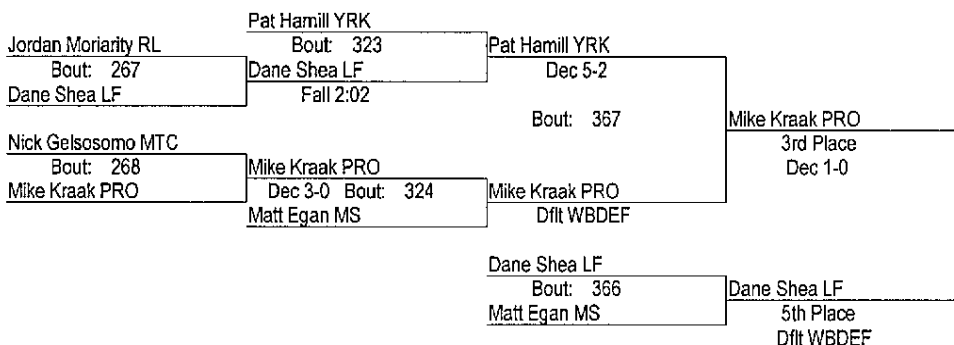 Pat Hamill YRK
Jordan Moriarity RL
Bout: 323
Pat Hamill YRK
Bout: 267
Dane Shea LF
Dec 5-2
Dane Shea LF
Fall 2:02
Bout: 367
Mike Kraak PRO
Nick Gelsosomo MTC
3rd Place
Bout: 268
Mike Kraak PRO
Dec 1-0
Mike Kraak PRO
Dec 3-0 Bout: 324
Mike Kraak PRO
Matt Egan MS
Dflt WBDEF
Dane Shea LF
Bout: 366
Dane Shea LF
Matt Egan MS
5th Place
Dflt WBDEF